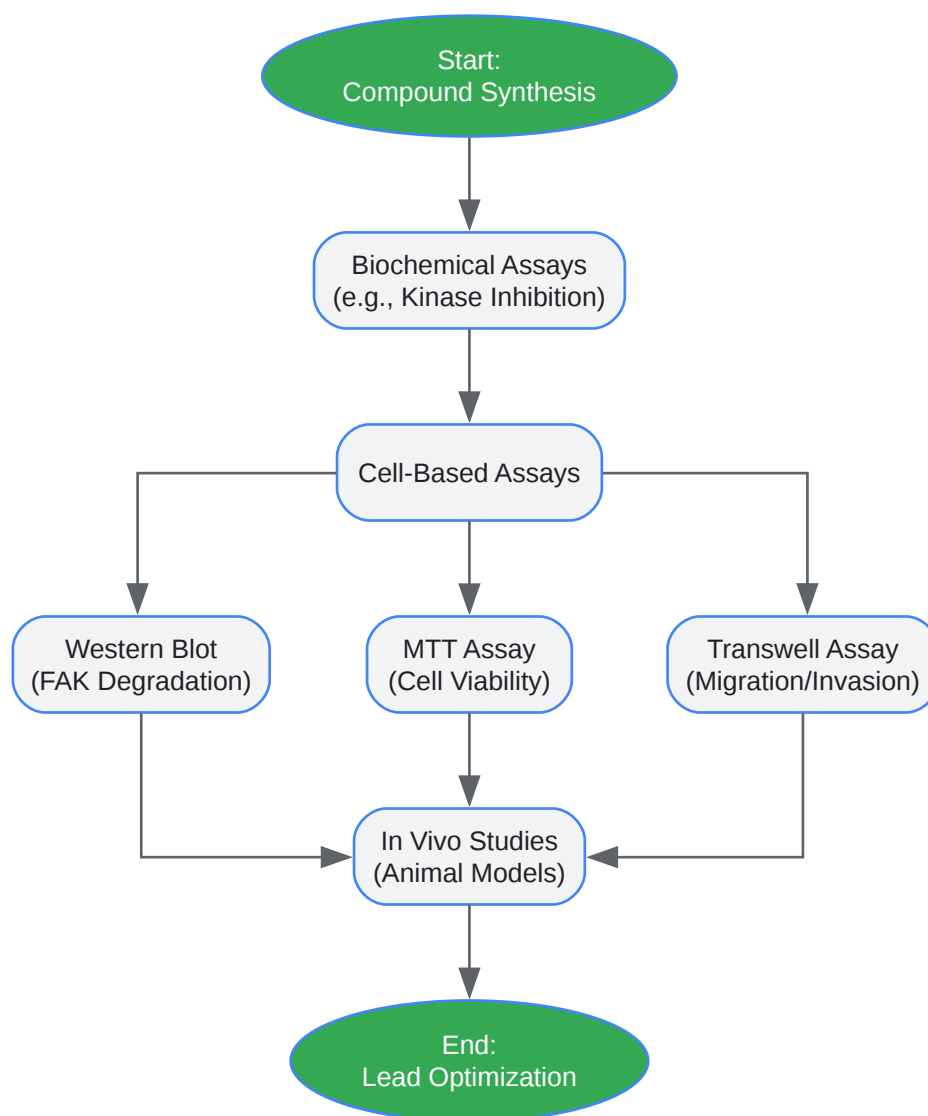 Start:
Compound Synthesis
Biochemical Assays
(e.g., Kinase Inhibition)
Cell-Based Assays
Western Blot
(FAK Degradation)
MTT Assay
(Cell Viability)
Transwell Assay
(Migration/Invasion)
In Vivo Studies
(Animal Models)
End:
Lead Optimization